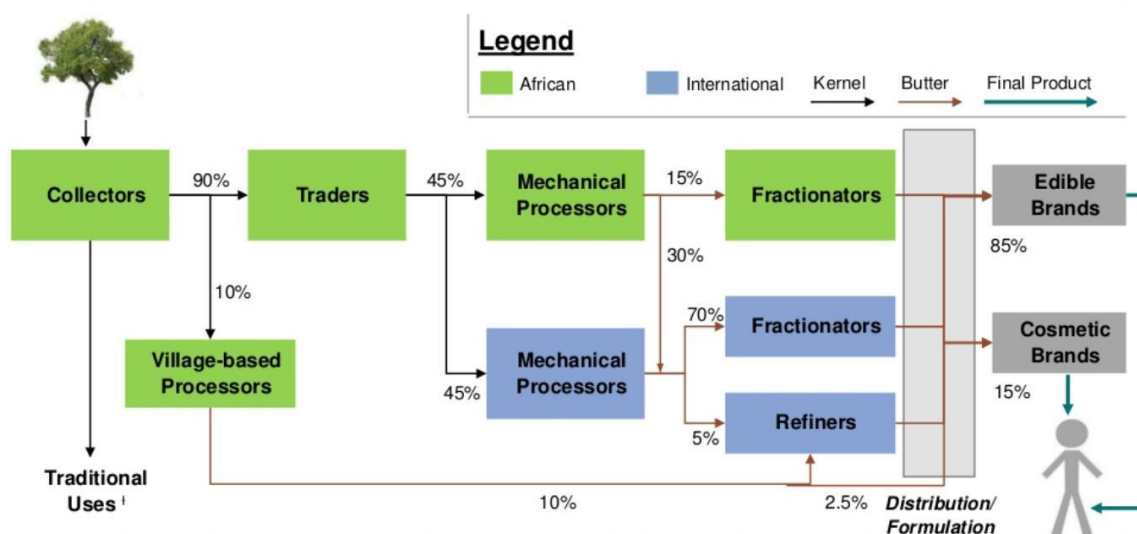 Legend
African
International
Kernel
Butter
Final Product
Collectors
90%
Traders
45%
Mechanical
Processors
15%
Fractionators
Edible
Brands
85%
30%
10%
70%
Fractionators
Village-based
Processors
45%
Mechanical
Processors
Cosmetic
Brands
15%
5%
Refiners
Traditional
Uses ƚ
10%
2.5%
Distribution/
Formulation